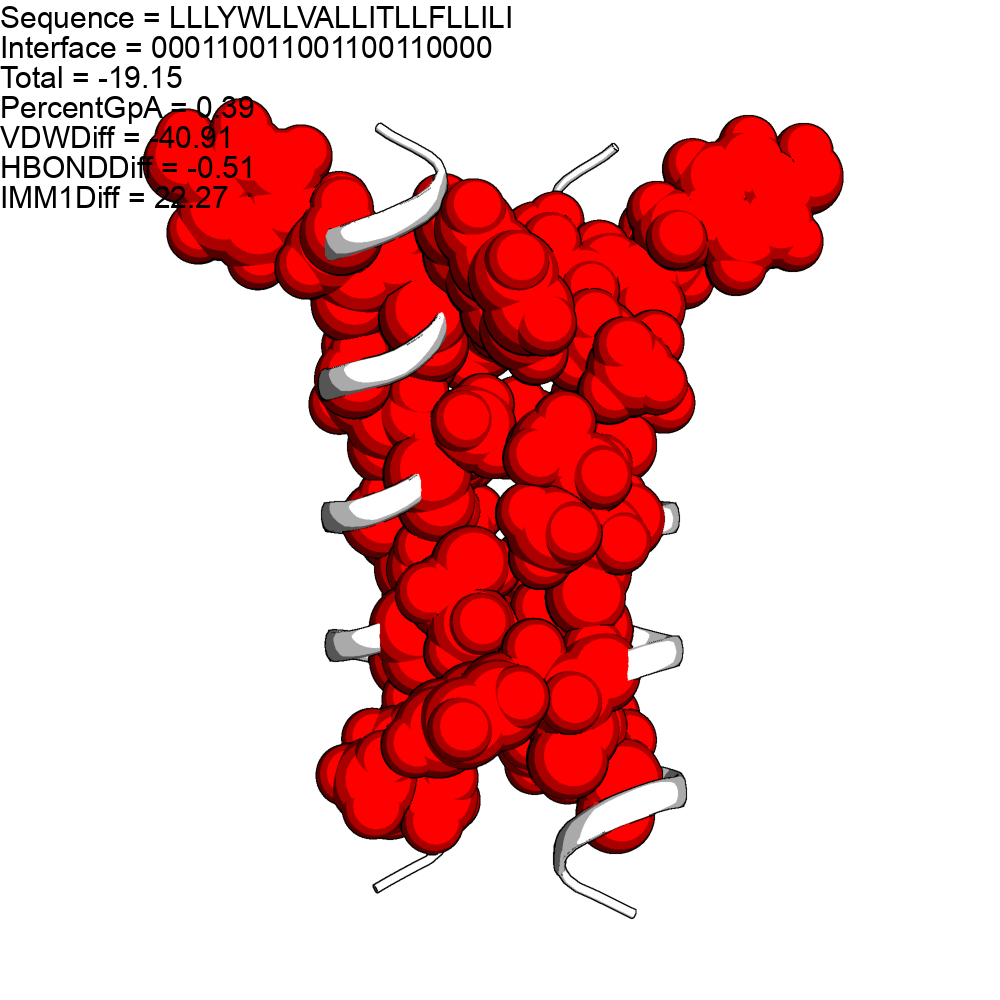 Sequence = LLLYWLLVALLITLLFLLILI
Interface = 000110011001100110000
Total = -19.15
PercentGpA = 0.39
VDWDiff = -40.91
HBONDDiff = -0.51
IMM1Diff = 22.27